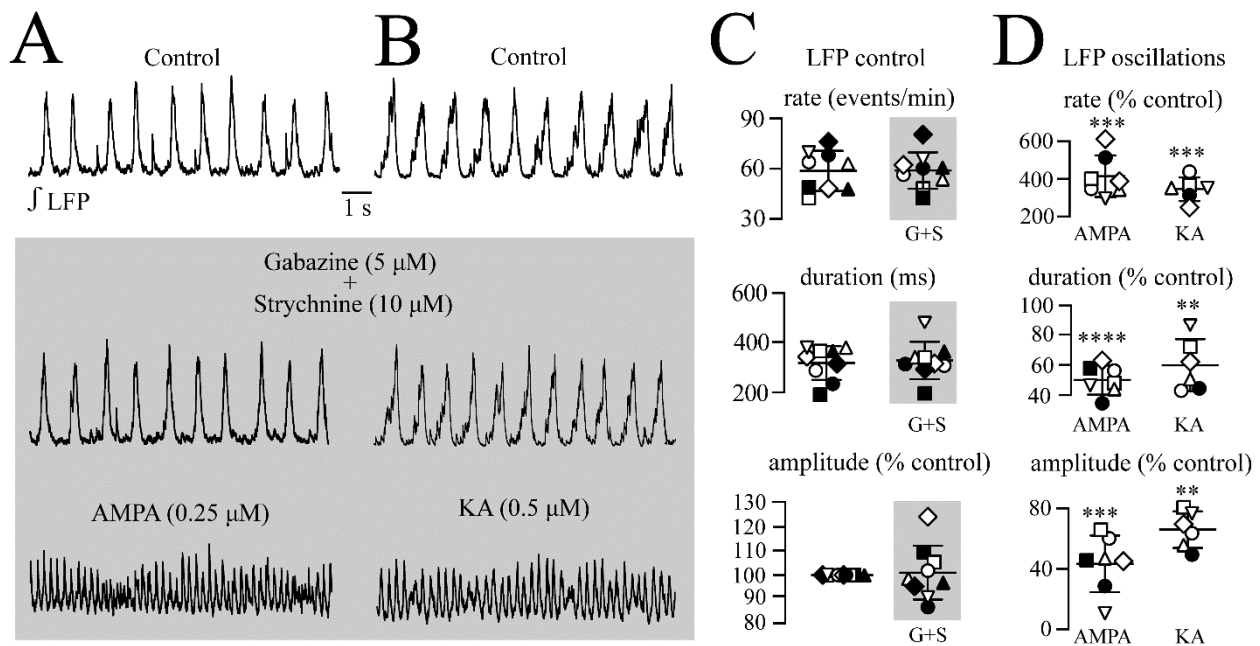 A
B
C
D
Control
Control
∫ LFP
1 s
Gabazine (5 μM)
+
Strychnine (10 μM)
AMPA (0.25 μM)
KA (0.5 μM)
LFP control
rate (events/min)
90
60
30
G+S
duration (ms)
600
400
200
G+S
amplitude (% control)
130
120
110
100
90
80
G+S
LFP oscillations
rate (% control)
***
***
600
400
200
AMPA
KA
duration (% control)
**
****
100
80
60
40
AMPA
KA
amplitude (% control)
**
***
80
40
0
AMPA
KA